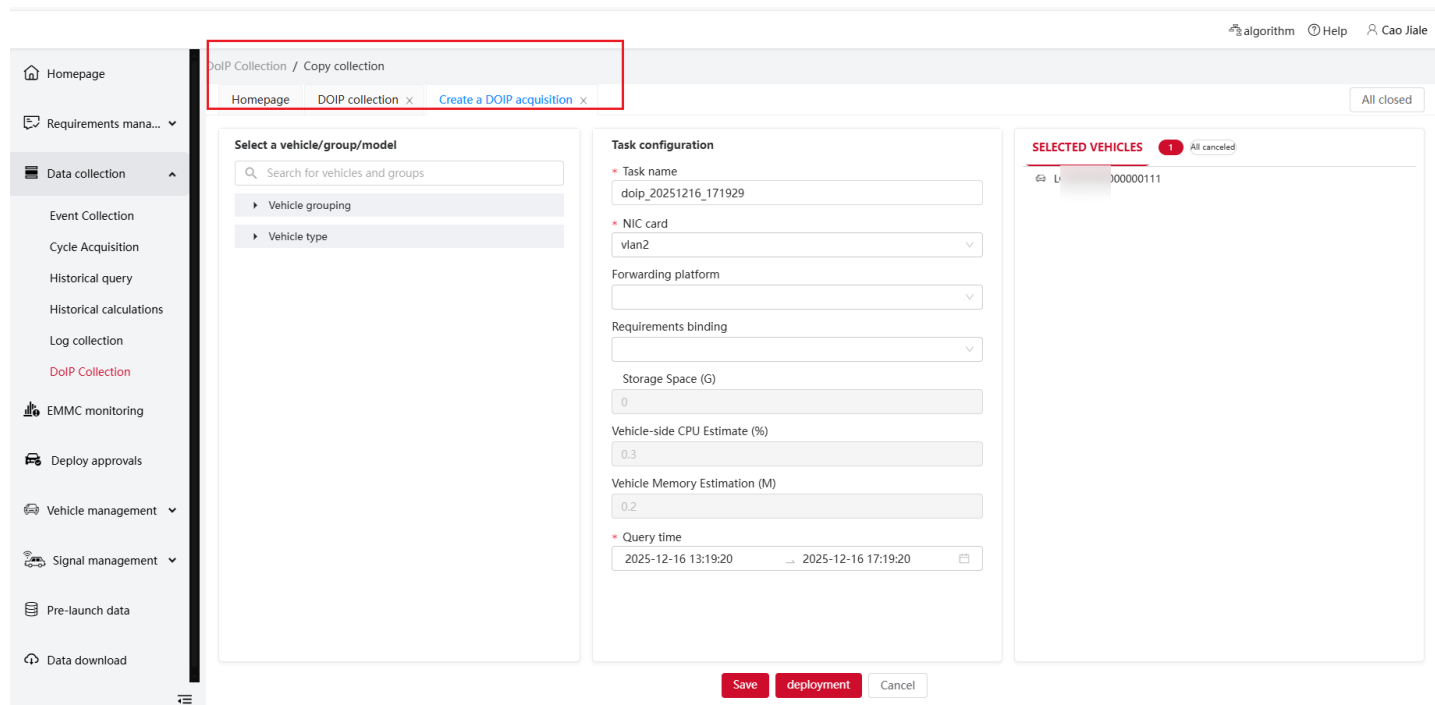 algorithm Help Cao Jiale
Homepage
Requirements mana...
Data collection
Event Collection
Cycle Acquisition
Historical query
Historical calculations
Log collection
DoIP Collection
EMMC monitoring
Deploy approvals
Vehicle management
Signal management
Pre-launch data
Data download
DoIP Collection / Copy collection
Homepage DOIP collection × Create a DOIP acquisition ×
All closed
Select a vehicle/group/model
Search for vehicles and groups
Vehicle grouping
Vehicle type
Task configuration
* Task name
doip_20251216_171929
* NIC card
vlan2
Forwarding platform
Requirements binding
Storage Space (G)
0
Vehicle-side CPU Estimate (%)
0.3
Vehicle Memory Estimation (M)
0.2
* Query time
2025-12-16 13:19:20 2025-12-16 17:19:20
SELECTED VEHICLES 1 All canceled
000000111
Save deployment Cancel